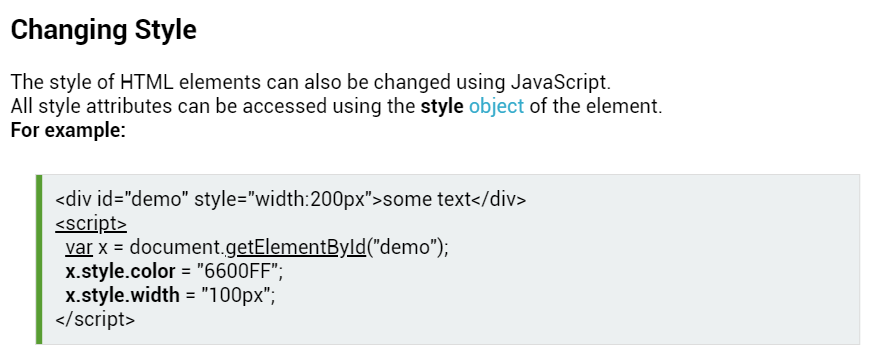 Changing Style
The style of HTML elements can also be changed using JavaScript.
All style attributes can be accessed using the style object of the element.
For example:
<div id="demo" style="width:200px">some text</div>
<script>
var x = document.getElementById("demo");
x.style.color = "6600FF";
x.style.width = "100px";
</script>